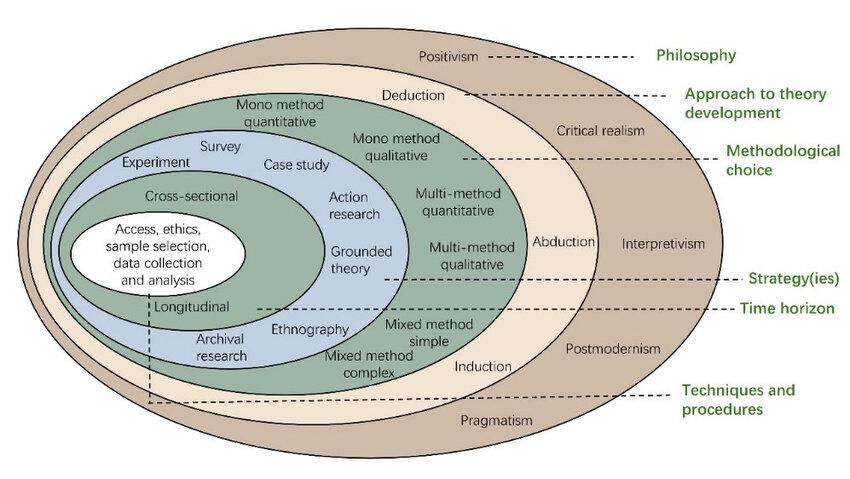 Positivism
Philosophy
Deduction
Approach to theory
development
Mono method
quantitative
Critical realism
Mono method
qualitative
Methodological
choice
Survey
Experiment
Case study
Cross-sectional
Action
research
Multi-method
quantitative
Access, ethics,
sample selection,
data collection
and analysis
Grounded
theory
Multi-method
qualitative
Abduction
Interpretivism
Strategy(ies)
Longitudinal
Time horizon
Ethnography
Archival
research
Mixed method
simple
Mixed method
complex
Postmodernism
Induction
Techniques and
procedures
Pragmatism